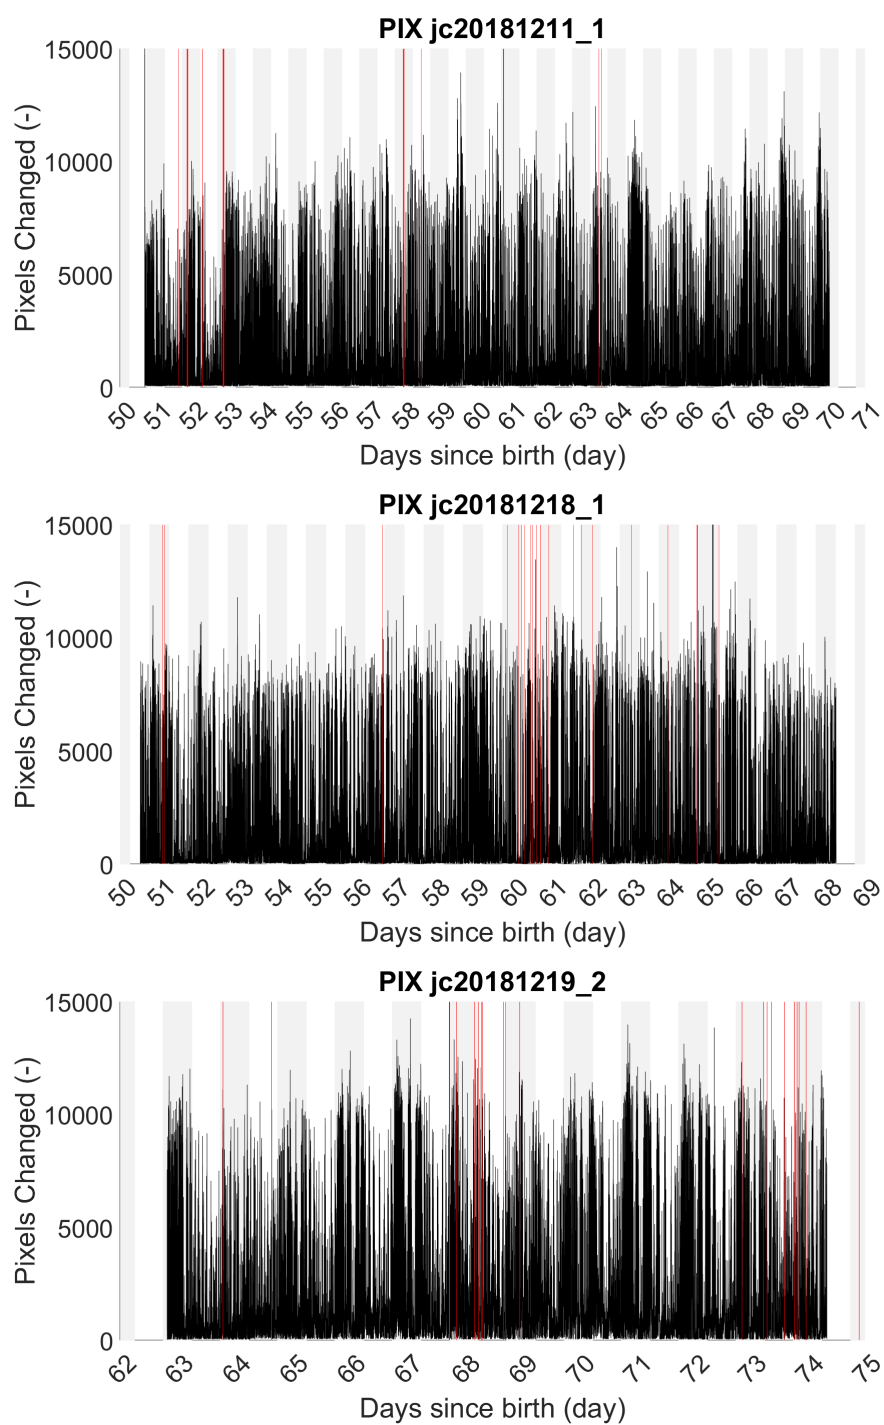 PIX jc20181211_1
15000
10000
5000
0
Pixels Changed (-)
50 51 52 53 54 55 56 57 58 59 60 61 62 63 64 65 66 67 68 69 70 71
Days since birth (day)
PIX jc20181218_1
15000
10000
5000
0
Pixels Changed (-)
50 51 52 53 54 55 56 57 58 59 60 61 62 63 64 65 66 67 68 69
Days since birth (day)
PIX jc20181219_2
15000
10000
5000
0
Pixels Changed (-)
62 63 64 65 66 67 68 69 70 71 72 73 74 75
Days since birth (day)